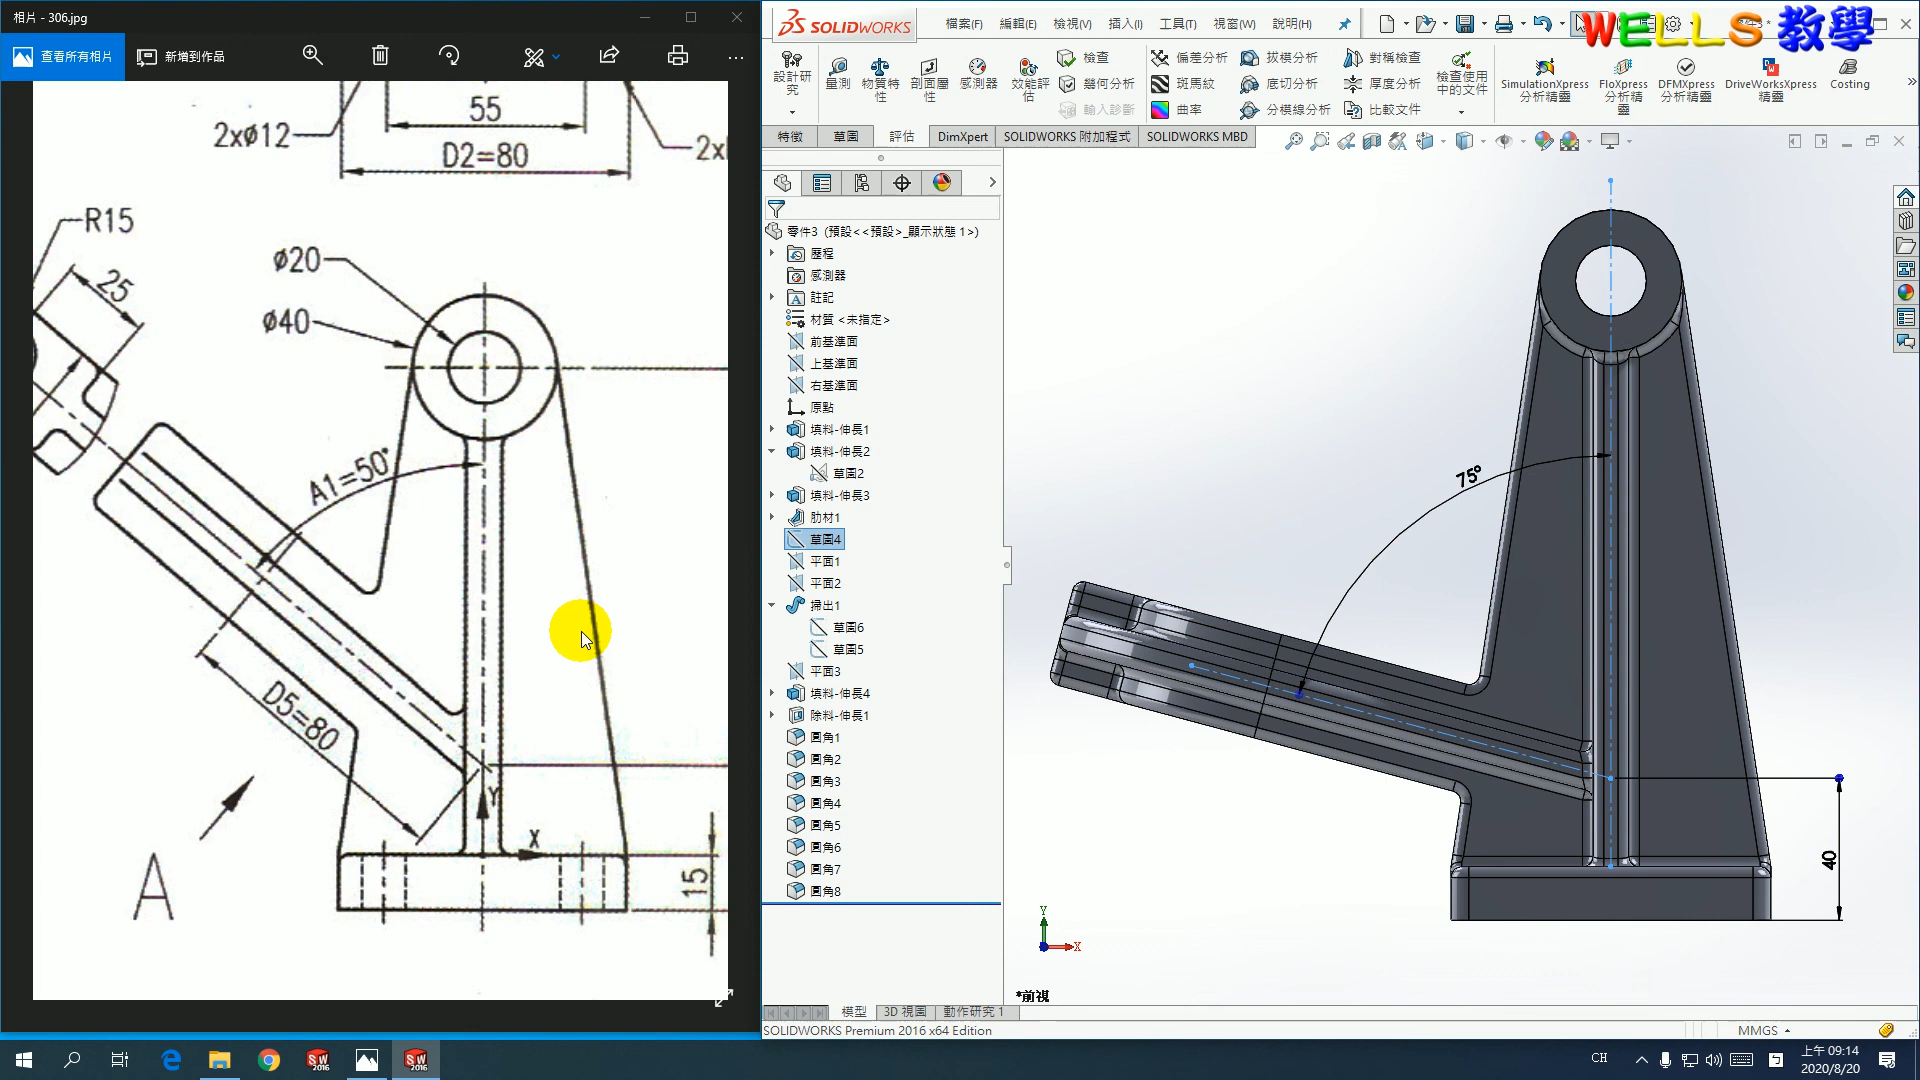 相片 - 306.jpg
查看所有相片
新增到作品
55
2xø12
D2=80
R15
25
ø20
ø40
A1=50°
D5=80
Y
X
15
A
SOLIDWORKS
檔案(F) 編輯(E) 檢視(V) 插入(I) 工具(T) 視窗(W) 說明(H)
WELLS 教學
設計研究
量測
物質特性
剖面屬性
感測器
效能評估
檢查
幾何分析
輸入診斷
偏差分析
斑馬紋
曲率
拔模分析
底切分析
分模線分析
對稱檢查
厚度分析
比較文件
檢查使用中的文件
SimulationXpress 分析精靈
FloXpress 分析精靈
DFMXpress 分析精靈
DriveWorksXpress 精靈
Costing
特徵 草圖 評估 DimXpert SOLIDWORKS 附加程式 SOLIDWORKS MBD
零件3 (預設<<預設>_顯示狀態 1>)
歷程
感測器
註記
材質 <未指定>
前基準面
上基準面
右基準面
原點
填料-伸長1
填料-伸長2
草圖2
填料-伸長3
肋材1
草圖4
平面1
平面2
掃出1
草圖6
草圖5
平面3
填料-伸長4
除料-伸長1
圓角1
圓角2
圓角3
圓角4
圓角5
圓角6
圓角7
圓角8
75°
40
Y
X
*前視
模型 3D 視圖 動作研究 1
SOLIDWORKS Premium 2016 x64 Edition
MMGS
CH
上午 09:14
2020/8/20